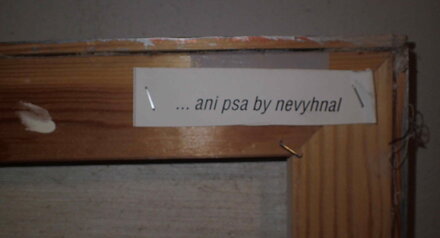 ... ani psa by nevyhnal